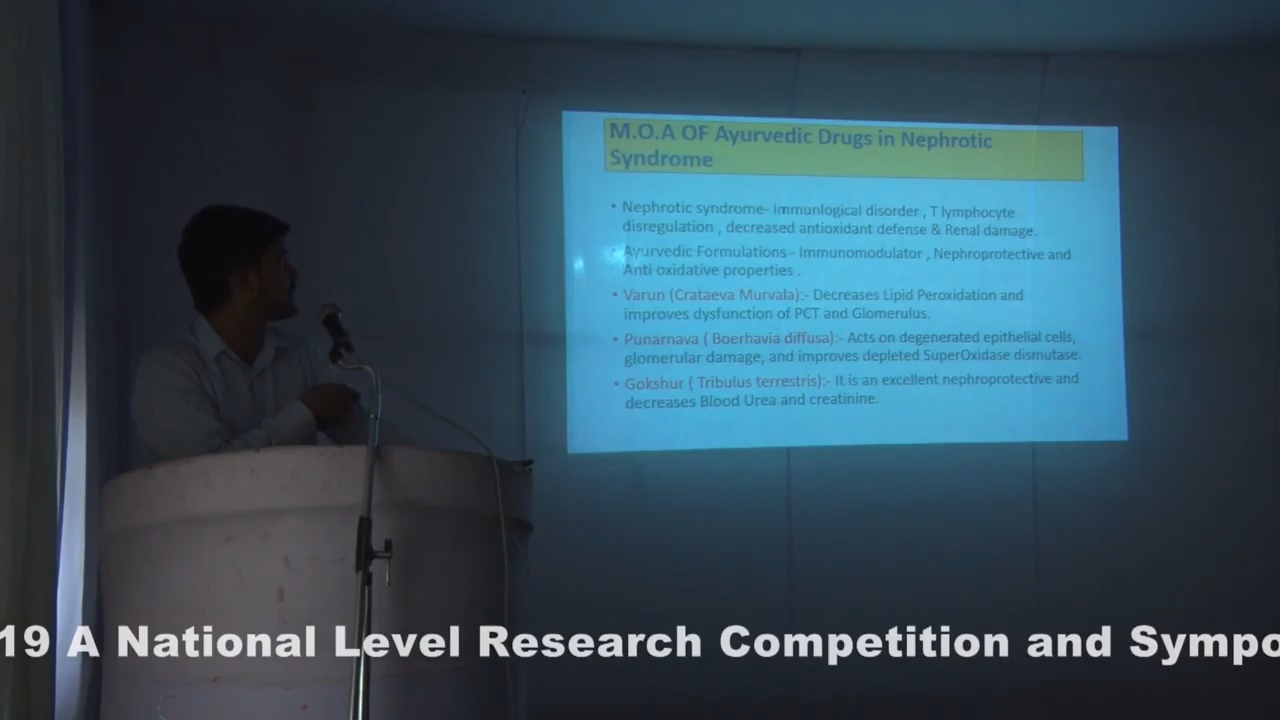 M.O.A OF Ayurvedic Drugs in Nephrotic
Syndrome
• Nephrotic syndrome- Immunlogical disorder , T lymphocyte
disregulation , decreased antioxidant defense & Renal damage.
• Ayurvedic Formulations - Immunomodulator , Nephroprotective and
Anti oxidative properties .
• Varun (Crataeva Murvala):- Decreases Lipid Peroxidation and
improves dysfunction of PCT and Glomerulus.
• Punarnava ( Boerhavia diffusa):- Acts on degenerated epithelial cells,
glomerular damage, and improves depleted SuperOxidase dismutase.
• Gokshur ( Tribulus terrestris):- It is an excellent nephroprotective and
decreases Blood Urea and creatinine.
19 A National Level Research Competition and Sympo